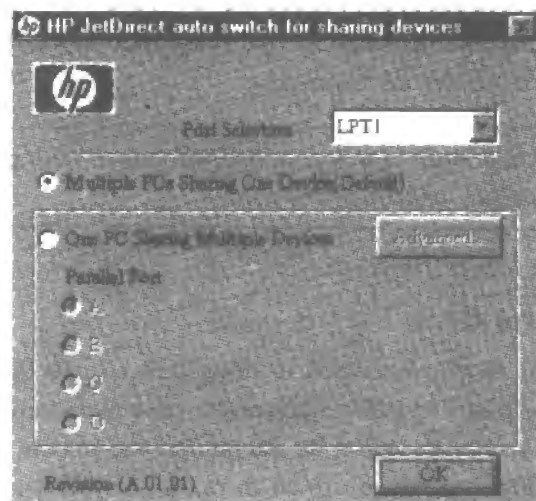 HP JetDirect auto switch for sharing devices
hp
Port Selection LPT1
Multiple PCs Sharing One Device(Default)
One PC Sharing Multiple Devices Advanced...
Parallel Port
A
B
C
D
Revision (A.01.01) OK